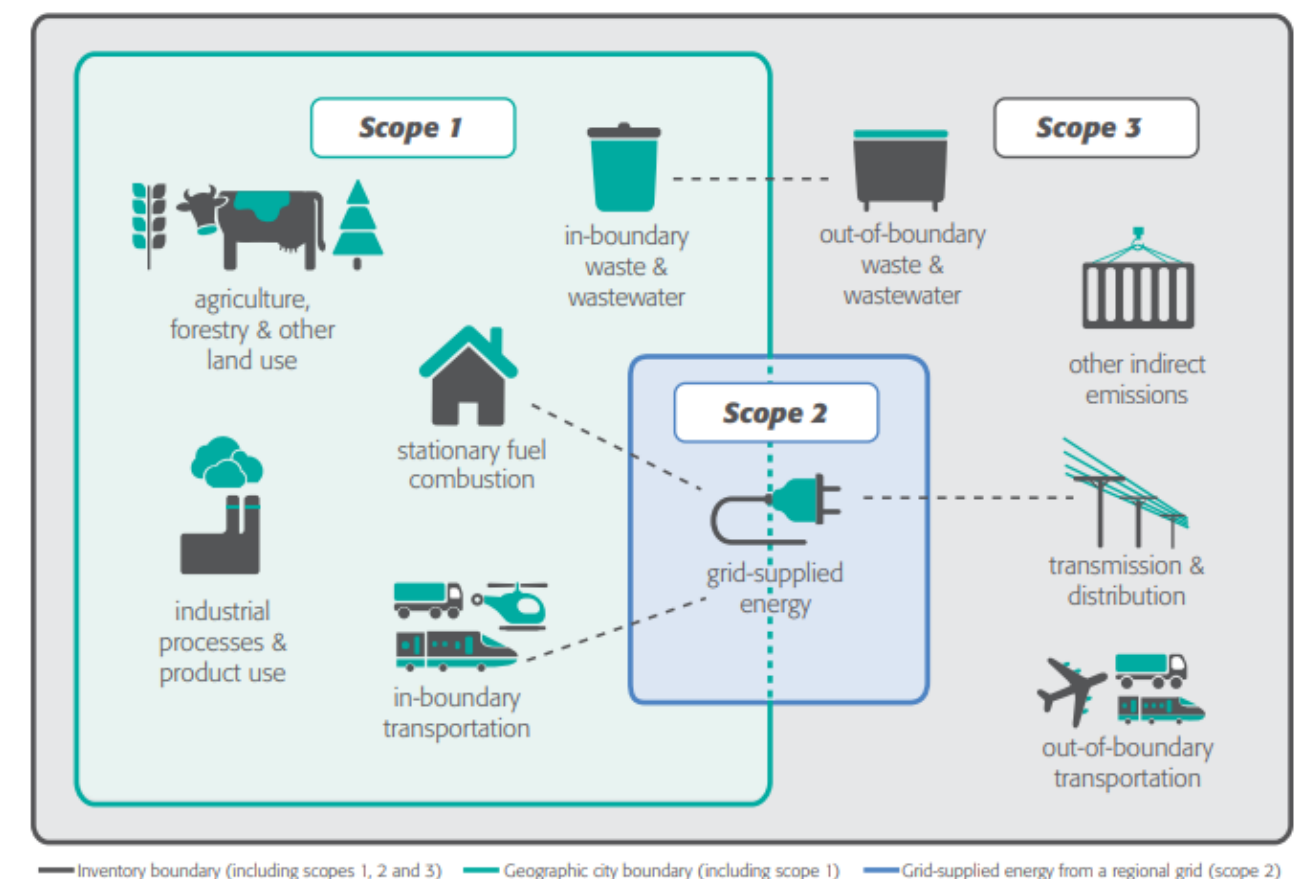 Scope 1
Scope 3
in-boundary
waste &
wastewater
out-of-boundary
waste &
wastewater
agriculture,
forestry & other
land use
other indirect
emissions
Scope 2
stationary fuel
combustion
grid-supplied
energy
transmission &
distribution
industrial
processes &
product use
in-boundary
transportation
out-of-boundary
transportation
Inventory boundary (including scopes 1, 2 and 3)
Geographic city boundary (including scope 1)
Grid-supplied energy from a regional grid (scope 2)